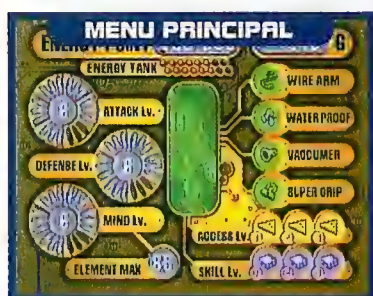 MENU PRINCIPAL
ENERGY TANK
WIRE ARM
ATTACK Lv.
WATER PROOF
DEFENSE Lv.
VACUUMER
SUPER GRIP
MIND Lv.
ACCESS Lv.
ELEMENT MAX
SKILL Lv.